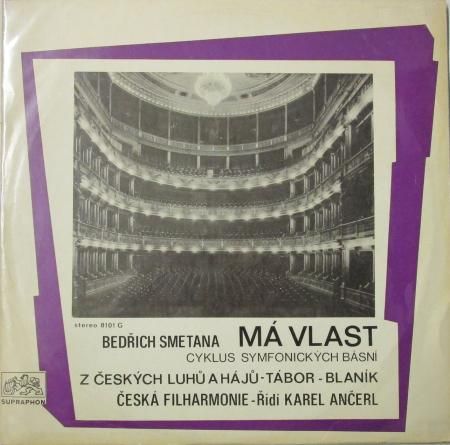 stereo 8101 G
BEDŘICH SMETANA MÁ VLAST
CYKLUS SYMFONICKÝCH BÁSNÍ
Z ČESKÝCH LUHŮ A HÁJŮ-TÁBOR-BLANÍK
ČESKÁ FILHARMONIE-Řídi KAREL ANČERL
SUPRAPHON